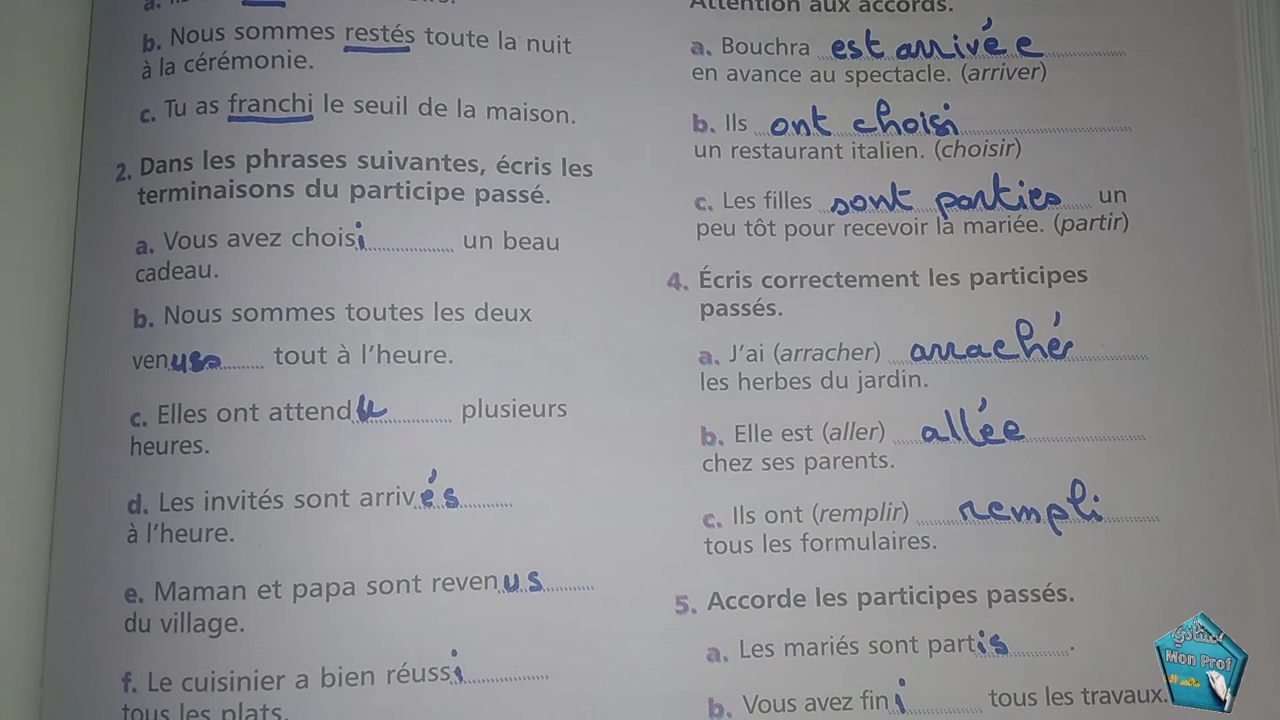 b. Nous sommes restés toute la nuit
à la cérémonie.
c. Tu as franchi le seuil de la maison.
2. Dans les phrases suivantes, écris les
terminaisons du participe passé.
a. Vous avez choisi un beau
cadeau.
b. Nous sommes toutes les deux
venues tout à l'heure.
c. Elles ont attendu plusieurs
heures.
d. Les invités sont arrivés
à l'heure.
e. Maman et papa sont revenus
du village.
f. Le cuisinier a bien réussi
tous les plats.
Attention aux accords.
a. Bouchra est arrivée
en avance au spectacle. (arriver)
b. Ils ont choisi
un restaurant italien. (choisir)
c. Les filles sont parties un
peu tôt pour recevoir la mariée. (partir)
4. Écris correctement les participes
passés.
a. J'ai (arracher) arraché
les herbes du jardin.
b. Elle est (aller) allée
chez ses parents.
c. Ils ont (remplir) rempli
tous les formulaires.
5. Accorde les participes passés.
a. Les mariés sont partis.
b. Vous avez fini tous les travaux.
أستاذي
Mon Prof